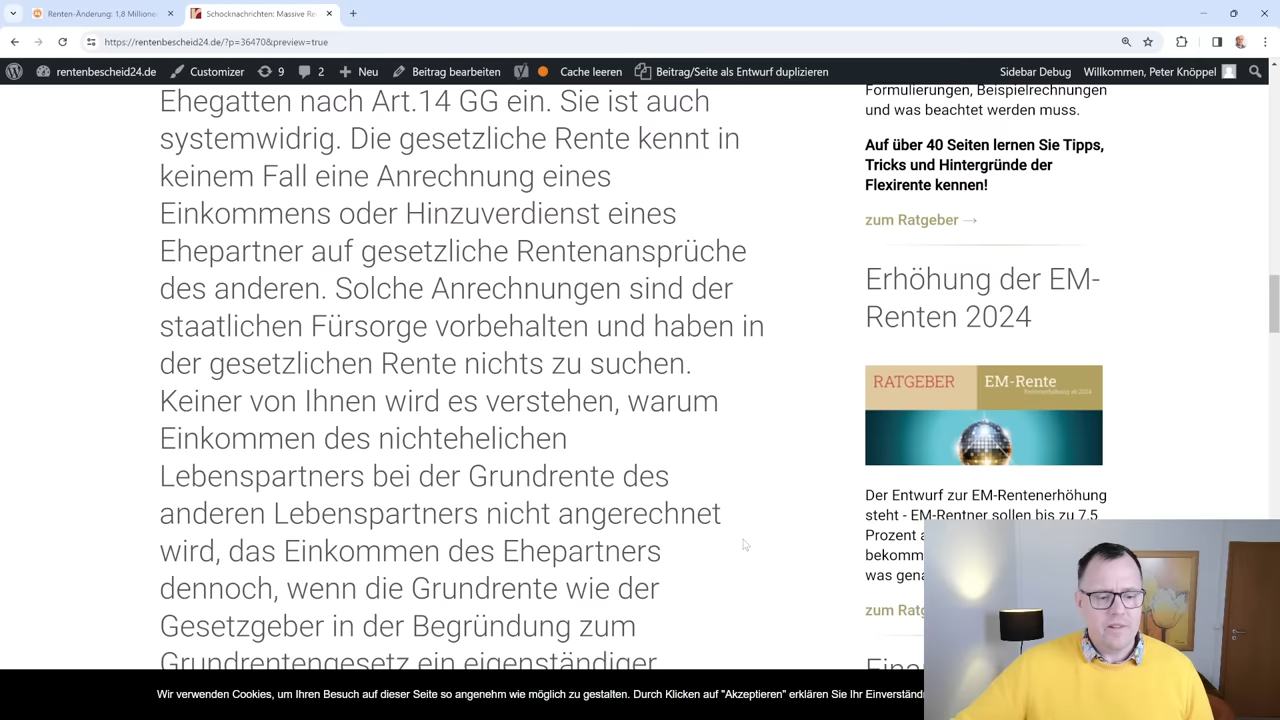 Renten-Änderung: 1,8 Millionen
Schocknachrichten: Massive Re
https://rentenbescheid24.de/?p=36470&preview=true
rentenbescheid24.de
Customizer
9
2
Neu
Beitrag bearbeiten
Cache leeren
Beitrag/Seite als Entwurf duplizieren
Sidebar Debug
Willkommen, Peter Knöppel
Ehegatten nach Art.14 GG ein. Sie ist auch
systemwidrig. Die gesetzliche Rente kennt in
keinem Fall eine Anrechnung eines
Einkommens oder Hinzuverdienst eines
Ehepartner auf gesetzliche Rentenansprüche
des anderen. Solche Anrechnungen sind der
staatlichen Fürsorge vorbehalten und haben in
der gesetzlichen Rente nichts zu suchen.
Keiner von Ihnen wird es verstehen, warum
Einkommen des nichtehelichen
Lebenspartners bei der Grundrente des
anderen Lebenspartners nicht angerechnet
wird, das Einkommen des Ehepartners
dennoch, wenn die Grundrente wie der
Gesetzgeber in der Begründung zum
Grundrentengesetz ein eigenständiger
Formulierungen, Beispielrechnungen
und was beachtet werden muss.
Auf über 40 Seiten lernen Sie Tipps,
Tricks und Hintergründe der
Flexirente kennen!
zum Ratgeber →
Erhöhung der EM-
Renten 2024
RATGEBER
EM-Rente
Der Entwurf zur EM-Rentenerhöhung
steht - EM-Rentner sollen bis zu 7,5
Prozent
bekomm
was gena
zum Ratg
Wir verwenden Cookies, um Ihren Besuch auf dieser Seite so angenehm wie möglich zu gestalten. Durch Klicken auf "Akzeptieren" erklären Sie Ihr Einverständ